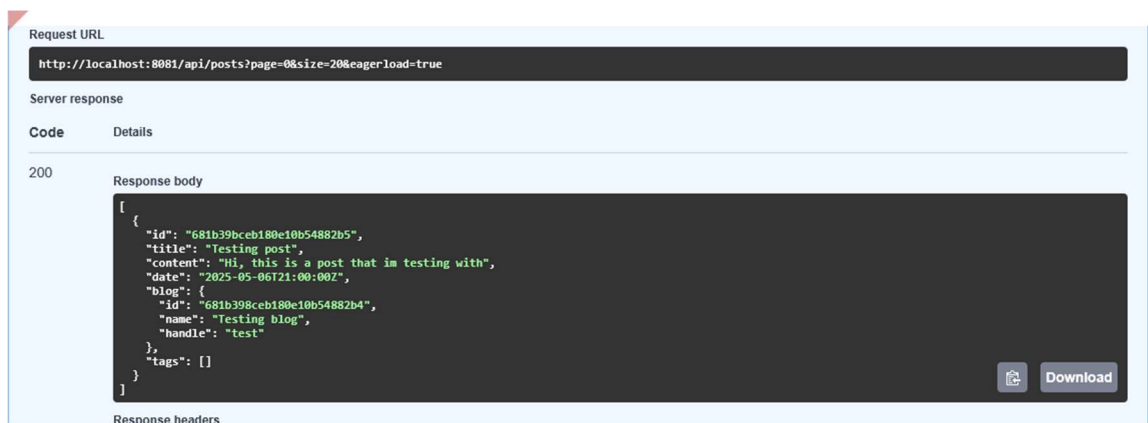 Request URL
http://localhost:8081/api/posts?page=0&size=20&eagerload=true
Server response
Code Details
200
Response body
[
{
"id": "681b39bceb180e10b54882b5",
"title": "Testing post",
"content": "Hi, this is a post that im testing with",
"date": "2025-05-06T21:00:00Z",
"blog": {
"id": "681b398ceb180e10b54882b4",
"name": "Testing blog",
"handle": "test"
},
"tags": []
}
]
Download
Response headers